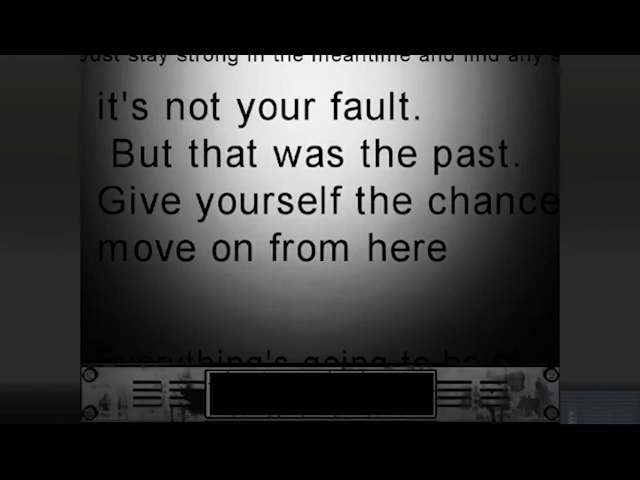 Just stay strong in the meantime and find any s
it's not your fault.
But that was the past.
Give yourself the chance
move on from here
Everything's going to be